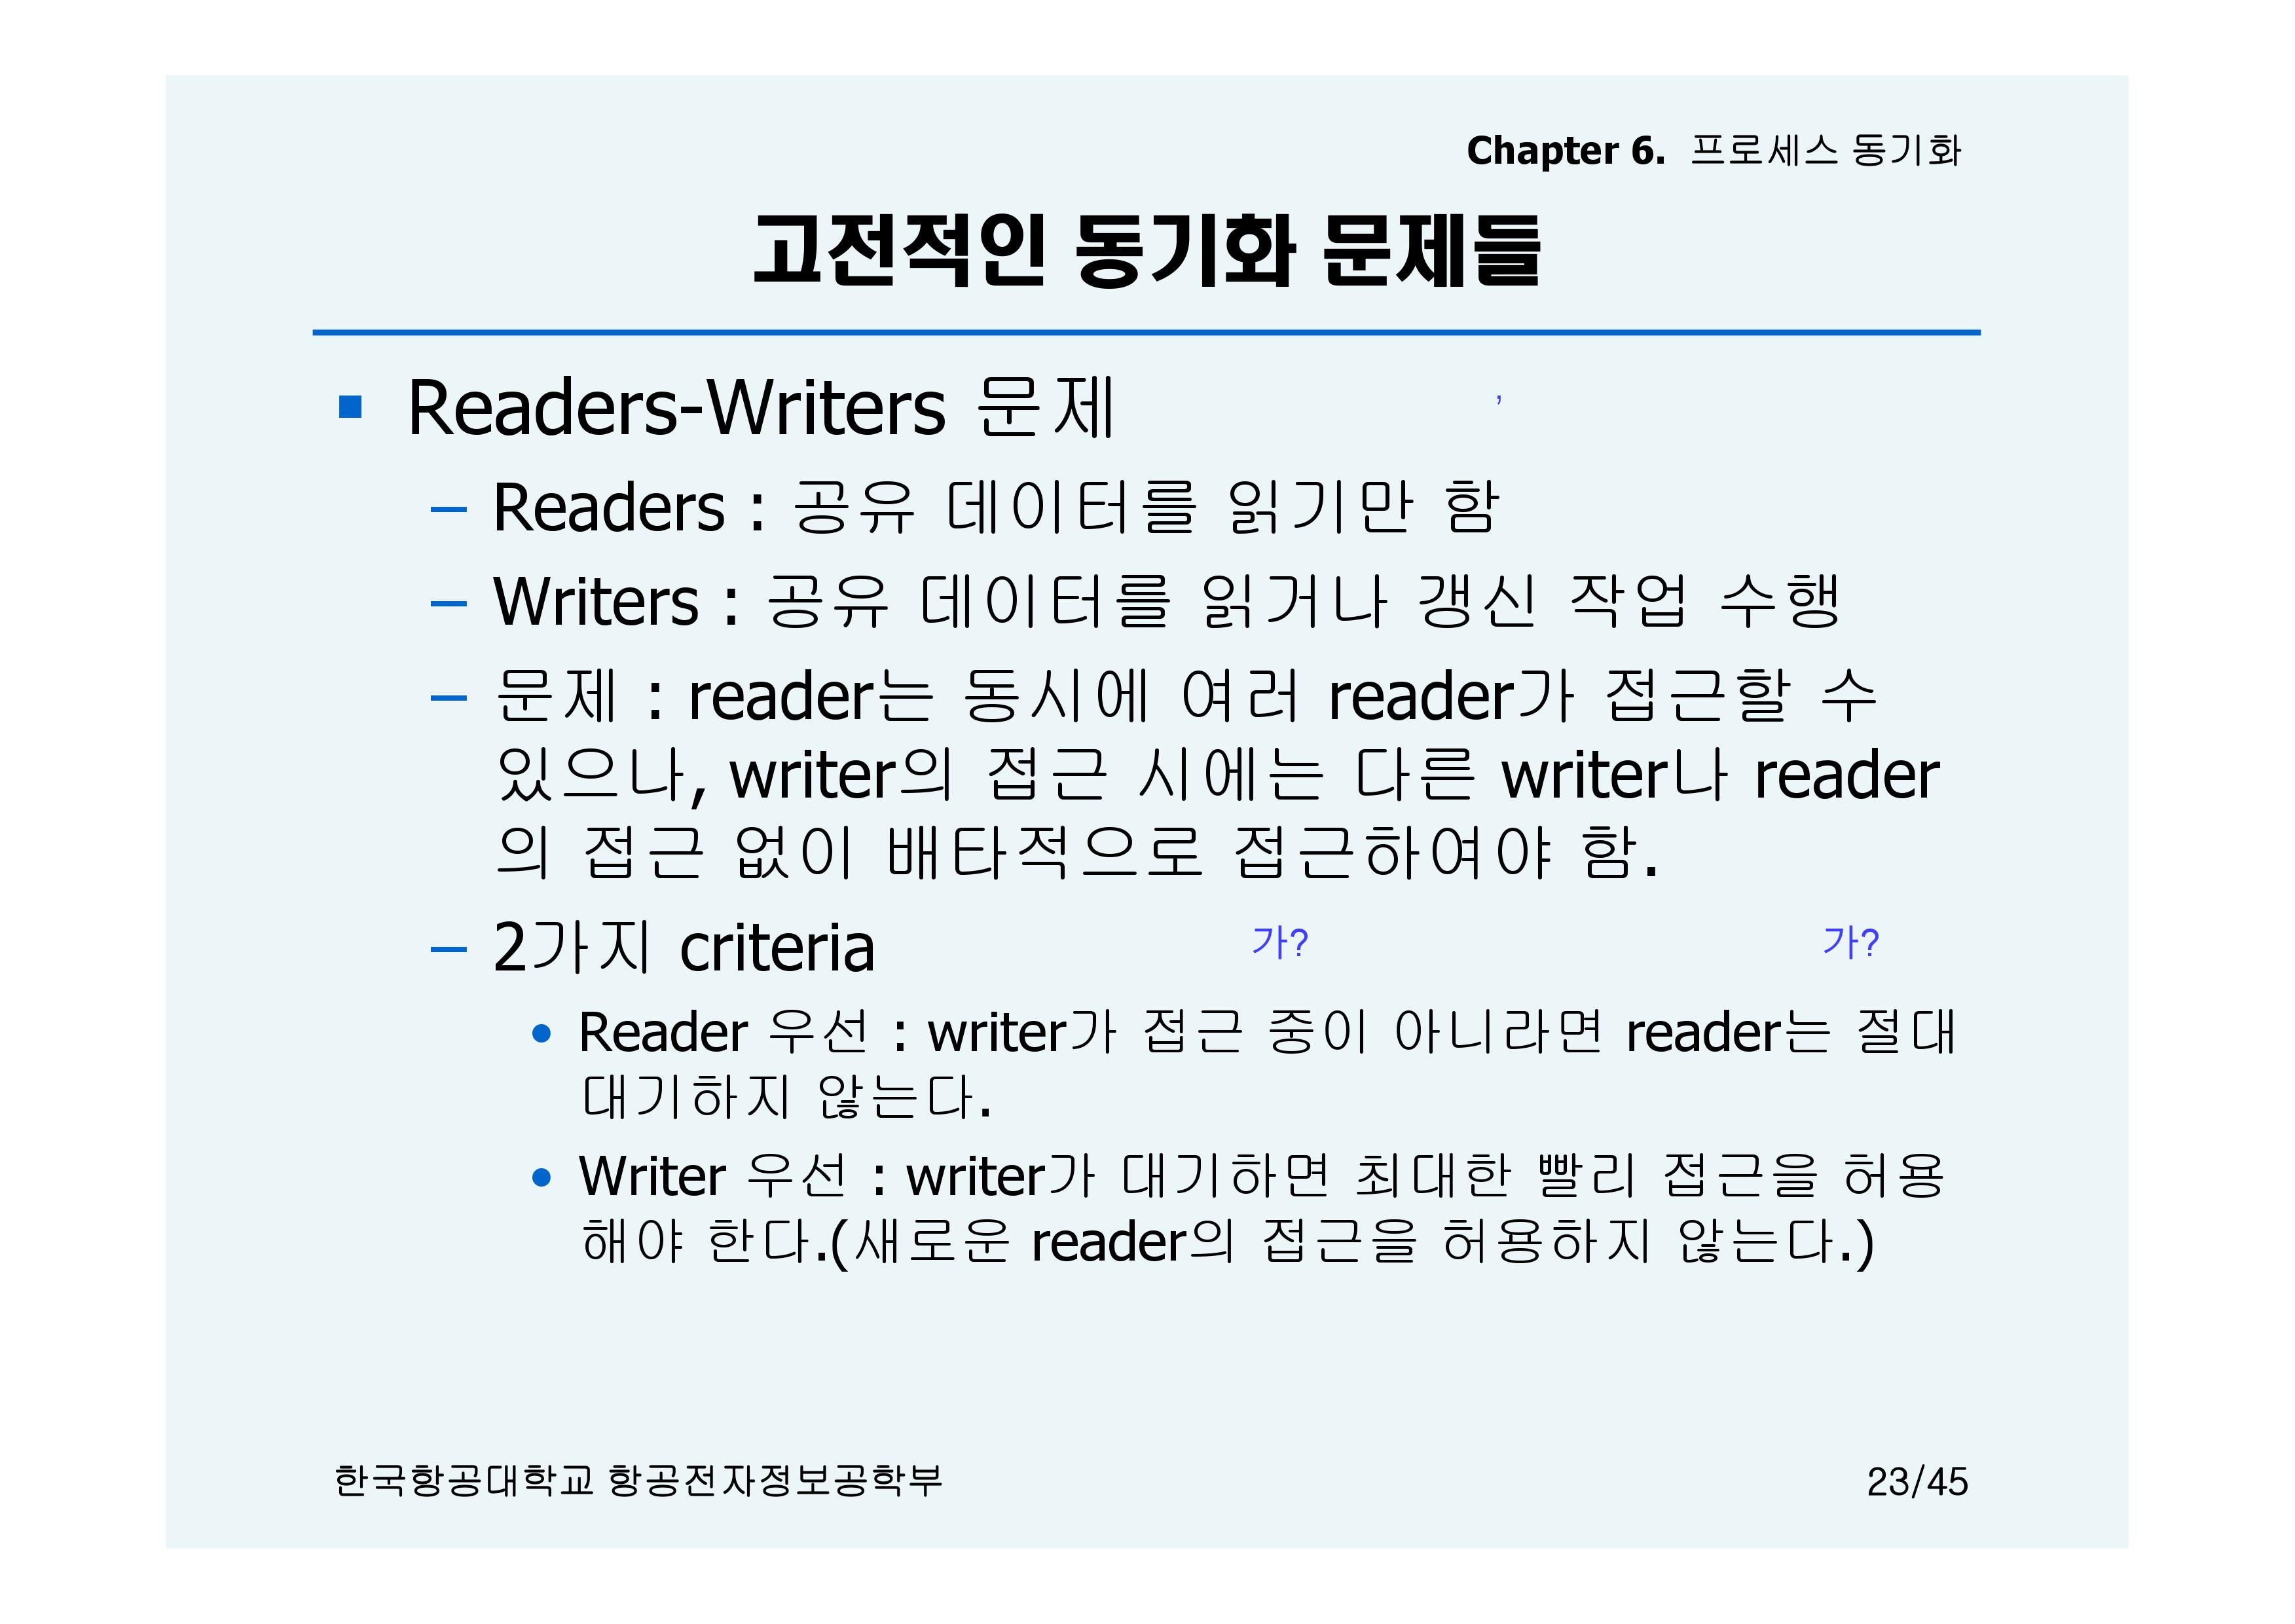 Chapter 6. 프로세스 동기화
고전적인 동기화 문제들
Readers-Writers 문제 ,
– Readers : 공유 데이터를 읽기만 함
– Writers : 공유 데이터를 읽거나 갱신 작업 수행
– 문제 : reader는 동시에 여러 reader가 접근할 수
있으나, writer의 접근 시에는 다른 writer나 reader
의 접근 없이 배타적으로 접근하여야 함.
– 2가지 criteria 가? 가?
• Reader 우선 : writer가 접근 중이 아니라면 reader는 절대
대기하지 않는다.
• Writer 우선 : writer가 대기하면 최대한 빨리 접근을 허용
해야 한다.(새로운 reader의 접근을 허용하지 않는다.)
한국항공대학교 항공전자정보공학부 23/45